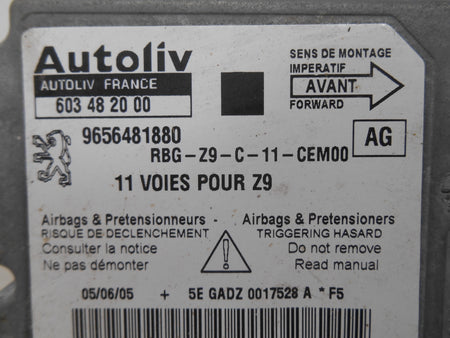 Autoliv
AUTOLIV FRANCE
603 48 20 00
SENS DE MONTAGE
IMPERATIF
AVANT
FORWARD
9656481880
AG
RBG-Z9-C-11-CEM00
11 VOIES POUR Z9
Airbags & Pretensionneurs - Airbags & Pretensioners
RISQUE DE DECLENCHEMENT TRIGGERING HASARD
Consulter la notice Do not remove
Ne pas démonter Read manual
05/06/05 + 5E GADZ 0017528 A *F5